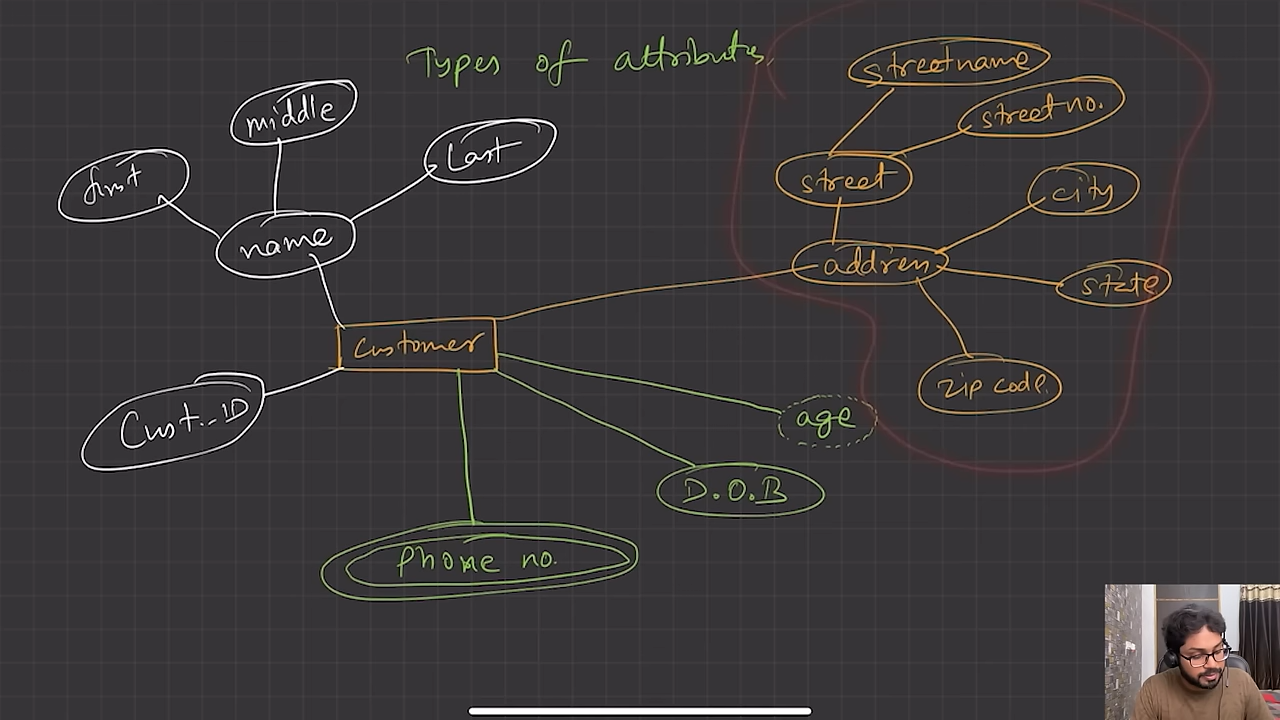 Types of attributes
streetname
middle
street no.
Last
first
street
city
name
address
state
Customer
zip code
Cust.-ID
age
D.O.B
Phone no.